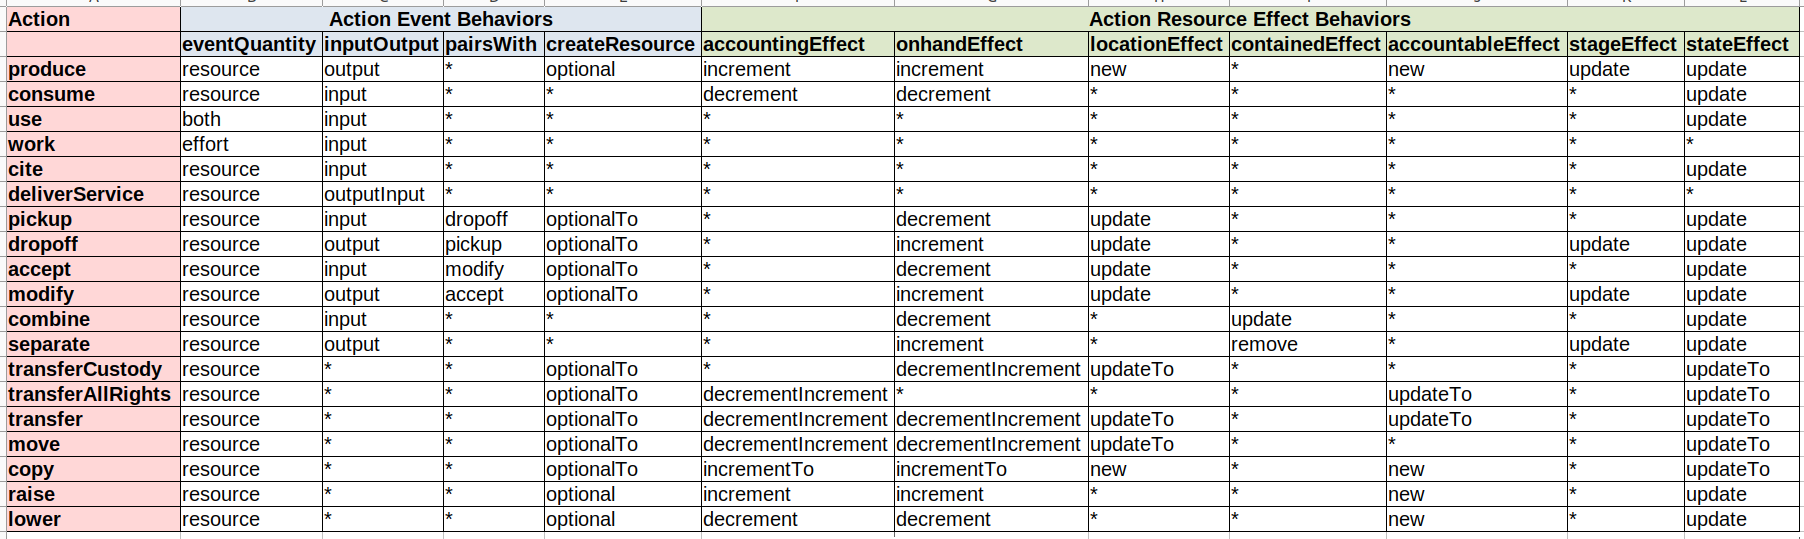 Action Action Event Behaviors Action Resource Effect Behaviors
eventQuantity inputOutput pairsWith createResource accountingEffect onhandEffect locationEffect containedEffect accountableEffect stageEffect stateEffect
produce resource output * optional increment increment new * new update update
consume resource input * * decrement decrement * * * * update
use both input * * * * * * * * update
work effort input * * * * * * * * *
cite resource input * * * * * * * * update
deliverService resource outputInput * * * * * * * * *
pickup resource input dropoff optionalTo * decrement update * * * update
dropoff resource output pickup optionalTo * increment update * * update update
accept resource input modify optionalTo * decrement update * * * update
modify resource output accept optionalTo * increment update * * update update
combine resource input * * * decrement * update * * update
separate resource output * * * increment * remove * update update
transferCustody resource * * optionalTo * decrementIncrement updateTo * * * updateTo
transferAllRights resource * * optionalTo decrementIncrement * * * updateTo * updateTo
transfer resource * * optionalTo decrementIncrement decrementIncrement updateTo * updateTo * updateTo
move resource * * optionalTo decrementIncrement decrementIncrement updateTo * * * updateTo
copy resource * * optionalTo incrementTo incrementTo new * new * updateTo
raise resource * * optional increment increment * * new * update
lower resource * * optional decrement decrement * * new * update